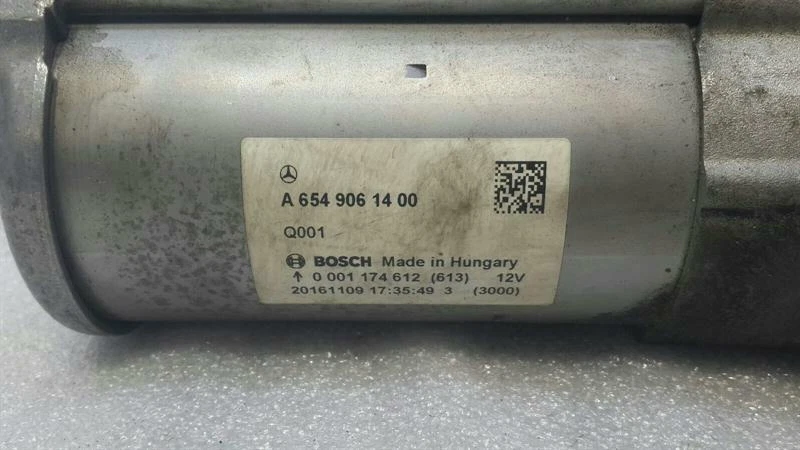 A 654 906 14 00
Q001
BOSCH Made in Hungary
↑ 0 001 174 612 (613) 12V
20161109 17:35:49 3 (3000)